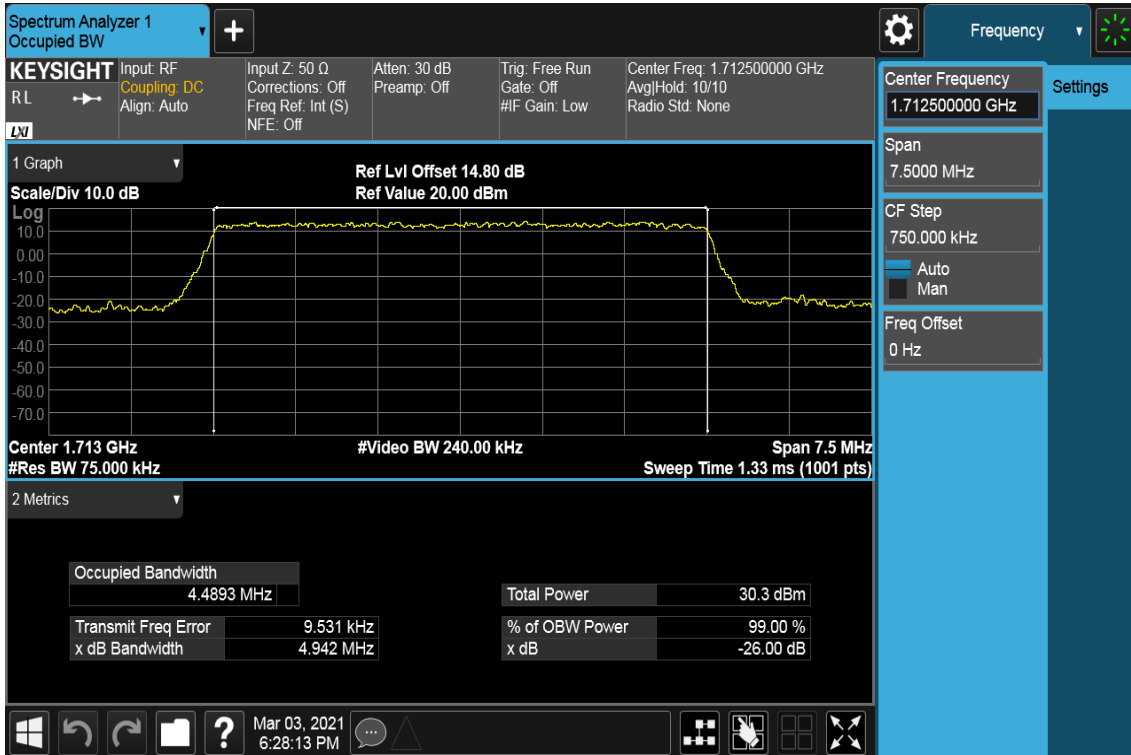 Spectrum Analyzer 1
Occupied BW
+
Frequency
KEYSIGHT
R L
LXI
Input: RF
Coupling: DC
Align: Auto
Input Z: 50 Ω
Corrections: Off
Freq Ref: Int (S)
NFE: Off
Atten: 30 dB
Preamp: Off
Trig: Free Run
Gate: Off
#IF Gain: Low
Center Freq: 1.712500000 GHz
Avg|Hold: 10/10
Radio Std: None
Center Frequency
1.712500000 GHz
Settings
Span
7.5000 MHz
CF Step
750.000 kHz
Auto
Man
Freq Offset
0 Hz
1 Graph
Scale/Div 10.0 dB
Ref Lvl Offset 14.80 dB
Ref Value 20.00 dBm
Log
10.0
0.00
-10.0
-20.0
-30.0
-40.0
-50.0
-60.0
-70.0
Center 1.713 GHz
#Video BW 240.00 kHz
Span 7.5 MHz
#Res BW 75.000 kHz
Sweep Time 1.33 ms (1001 pts)
2 Metrics
Occupied Bandwidth
4.4893 MHz
Total Power 30.3 dBm
Transmit Freq Error 9.531 kHz
% of OBW Power 99.00 %
x dB Bandwidth 4.942 MHz
x dB -26.00 dB
?
Mar 03, 2021
6:28:13 PM